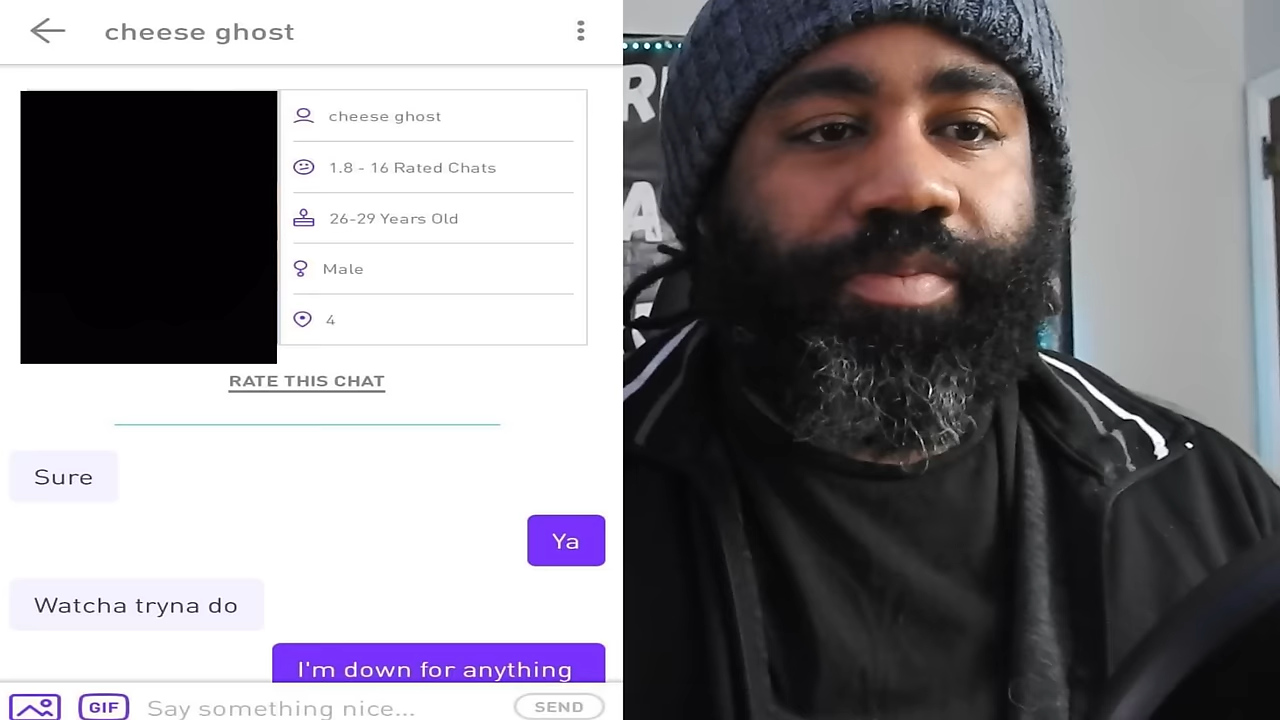 cheese ghost
cheese ghost
1.8 - 16 Rated Chats
26-29 Years Old
Male
4
RATE THIS CHAT
Sure
Ya
Watcha tryna do
I'm down for anything
GIF
Say something nice...
SEND